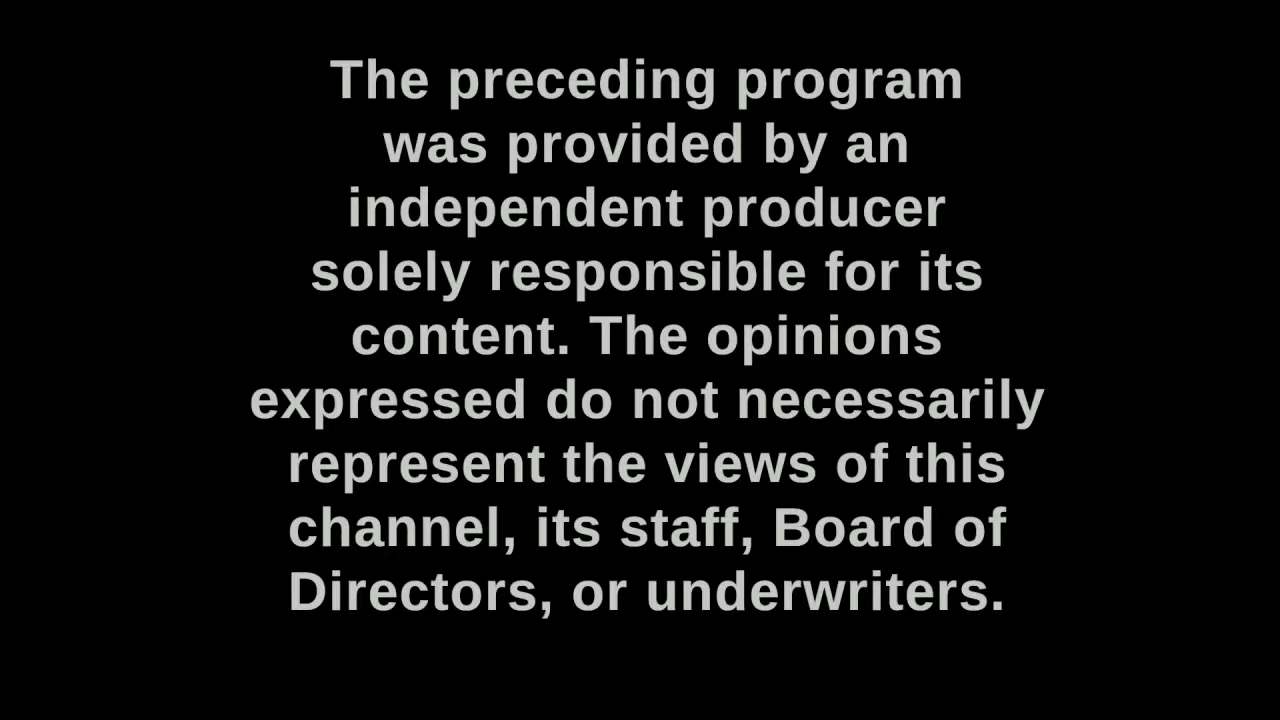 The preceding program
was provided by an
independent producer
solely responsible for its
content. The opinions
expressed do not necessarily
represent the views of this
channel, its staff, Board of
Directors, or underwriters.